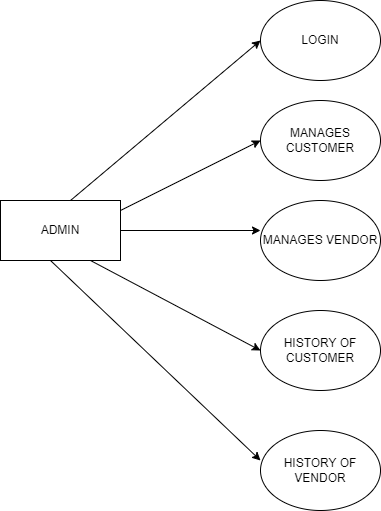 LOGIN
MANAGES
CUSTOMER
ADMIN
MANAGES VENDOR
HISTORY OF
CUSTOMER
HISTORY OF
VENDOR